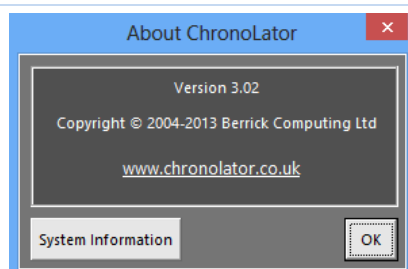 About ChronoLator
Version 3.02
Copyright © 2004-2013 Berrick Computing Ltd
www.chronolator.co.uk
System Information
OK